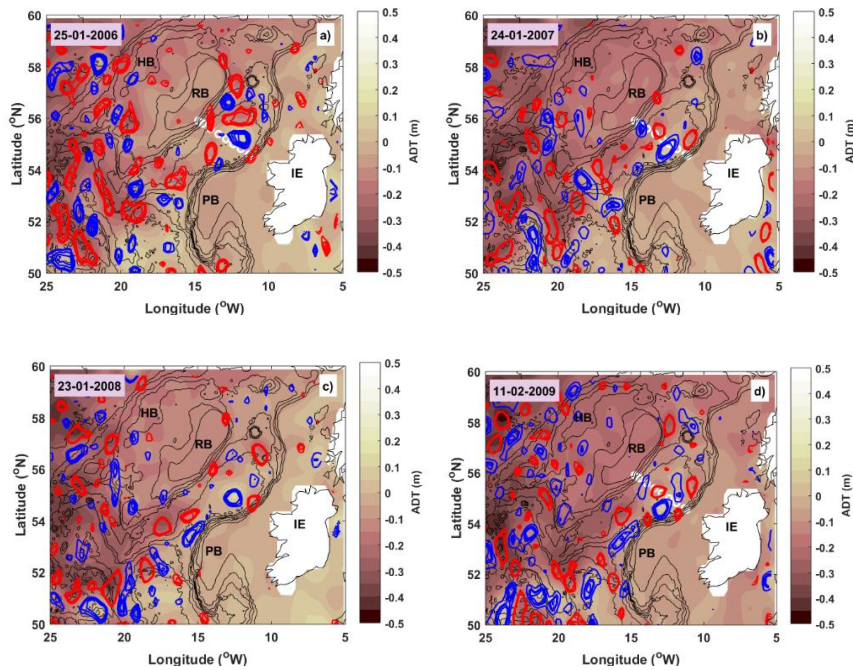 25-01-2006
a)
HB
RB
IE
PB
60
58
56
54
52
50
Latitude (°N)
25
20
15
10
5
Longitude (°W)
0.5
0.4
0.3
0.2
0.1
0
-0.1
-0.2
-0.3
-0.4
-0.5
ADT (m)
24-01-2007
b)
HB
RB
IE
PB
60
58
56
54
52
50
Latitude (°N)
25
20
15
10
5
Longitude (°W)
0.5
0.4
0.3
0.2
0.1
0
-0.1
-0.2
-0.3
-0.4
-0.5
ADT (m)
23-01-2008
c)
HB
RB
IE
PB
60
58
56
54
52
50
Latitude (°N)
25
20
15
10
5
Longitude (°W)
0.5
0.4
0.3
0.2
0.1
0
-0.1
-0.2
-0.3
-0.4
-0.5
ADT (m)
11-02-2009
d)
HB
RB
IE
PB
60
58
56
54
52
50
Latitude (°N)
25
20
15
10
5
Longitude (°W)
0.5
0.4
0.3
0.2
0.1
0
-0.1
-0.2
-0.3
-0.4
-0.5
ADT (m)